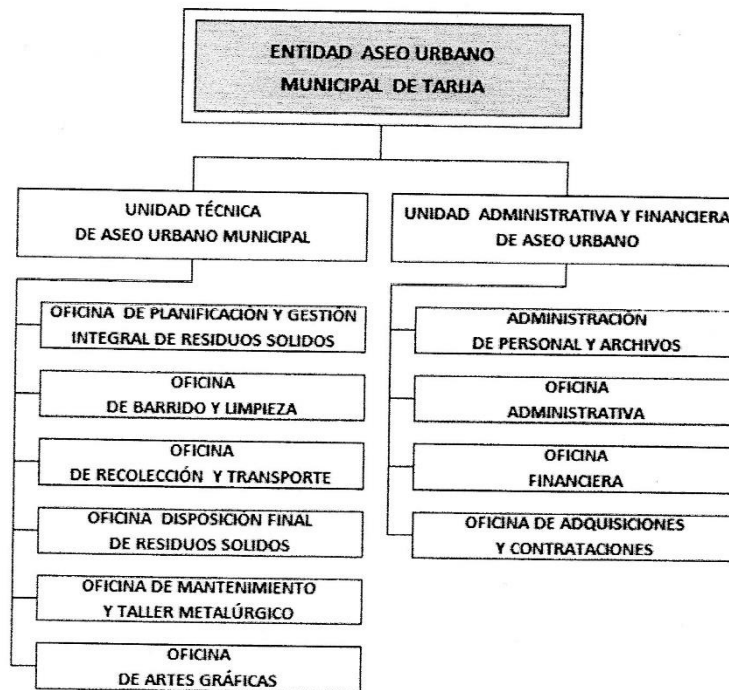 ENTIDAD ASEO URBANO
MUNICIPAL DE TARIJA
UNIDAD TÉCNICA
DE ASEO URBANO MUNICIPAL
OFICINA DE PLANIFICACIÓN Y GESTIÓN
INTEGRAL DE RESIDUOS SOLIDOS
OFICINA
DE BARRIDO Y LIMPIEZA
OFICINA
DE RECOLECCIÓN Y TRANSPORTE
OFICINA DISPOSICIÓN FINAL
DE RESIDUOS SOLIDOS
OFICINA DE MANTENIMIENTO
Y TALLER METALÚRGICO
OFICINA
DE ARTES GRÁFICAS
UNIDAD ADMINISTRATIVA Y FINANCIERA
DE ASEO URBANO
ADMINISTRACIÓN
DE PERSONAL Y ARCHIVOS
OFICINA
ADMINISTRATIVA
OFICINA
FINANCIERA
OFICINA DE ADQUISICIONES
Y CONTRATACIONES